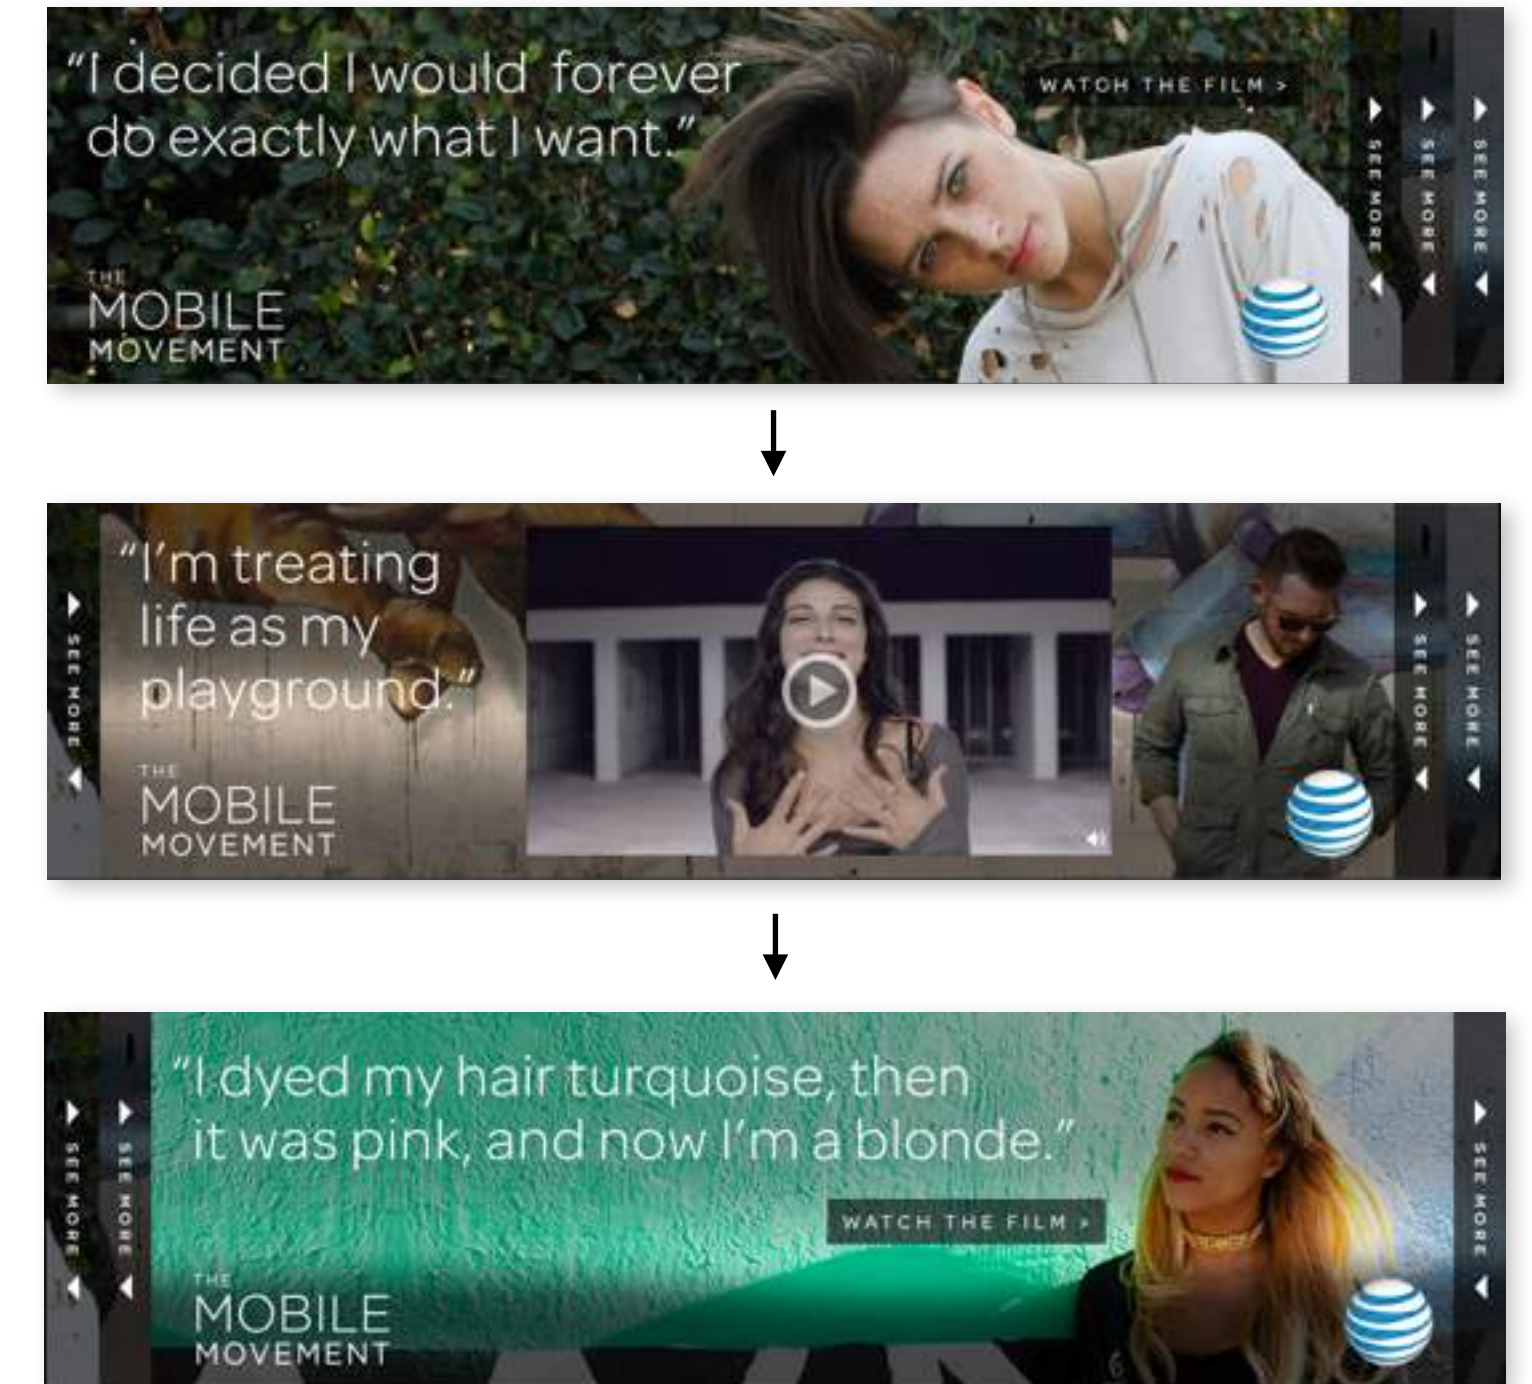 “I decided I would forever
do exactly what I want.”
WATCH THE FILM >
THE
MOBILE
MOVEMENT
SEE MORE
SEE MORE
SEE MORE
“I’m treating
life as my
playground.”
THE
MOBILE
MOVEMENT
SEE MORE
SEE MORE
SEE MORE
“I dyed my hair turquoise, then
it was pink, and now I’m a blonde.”
WATCH THE FILM >
THE
MOBILE
MOVEMENT
SEE MORE
SEE MORE
SEE MORE